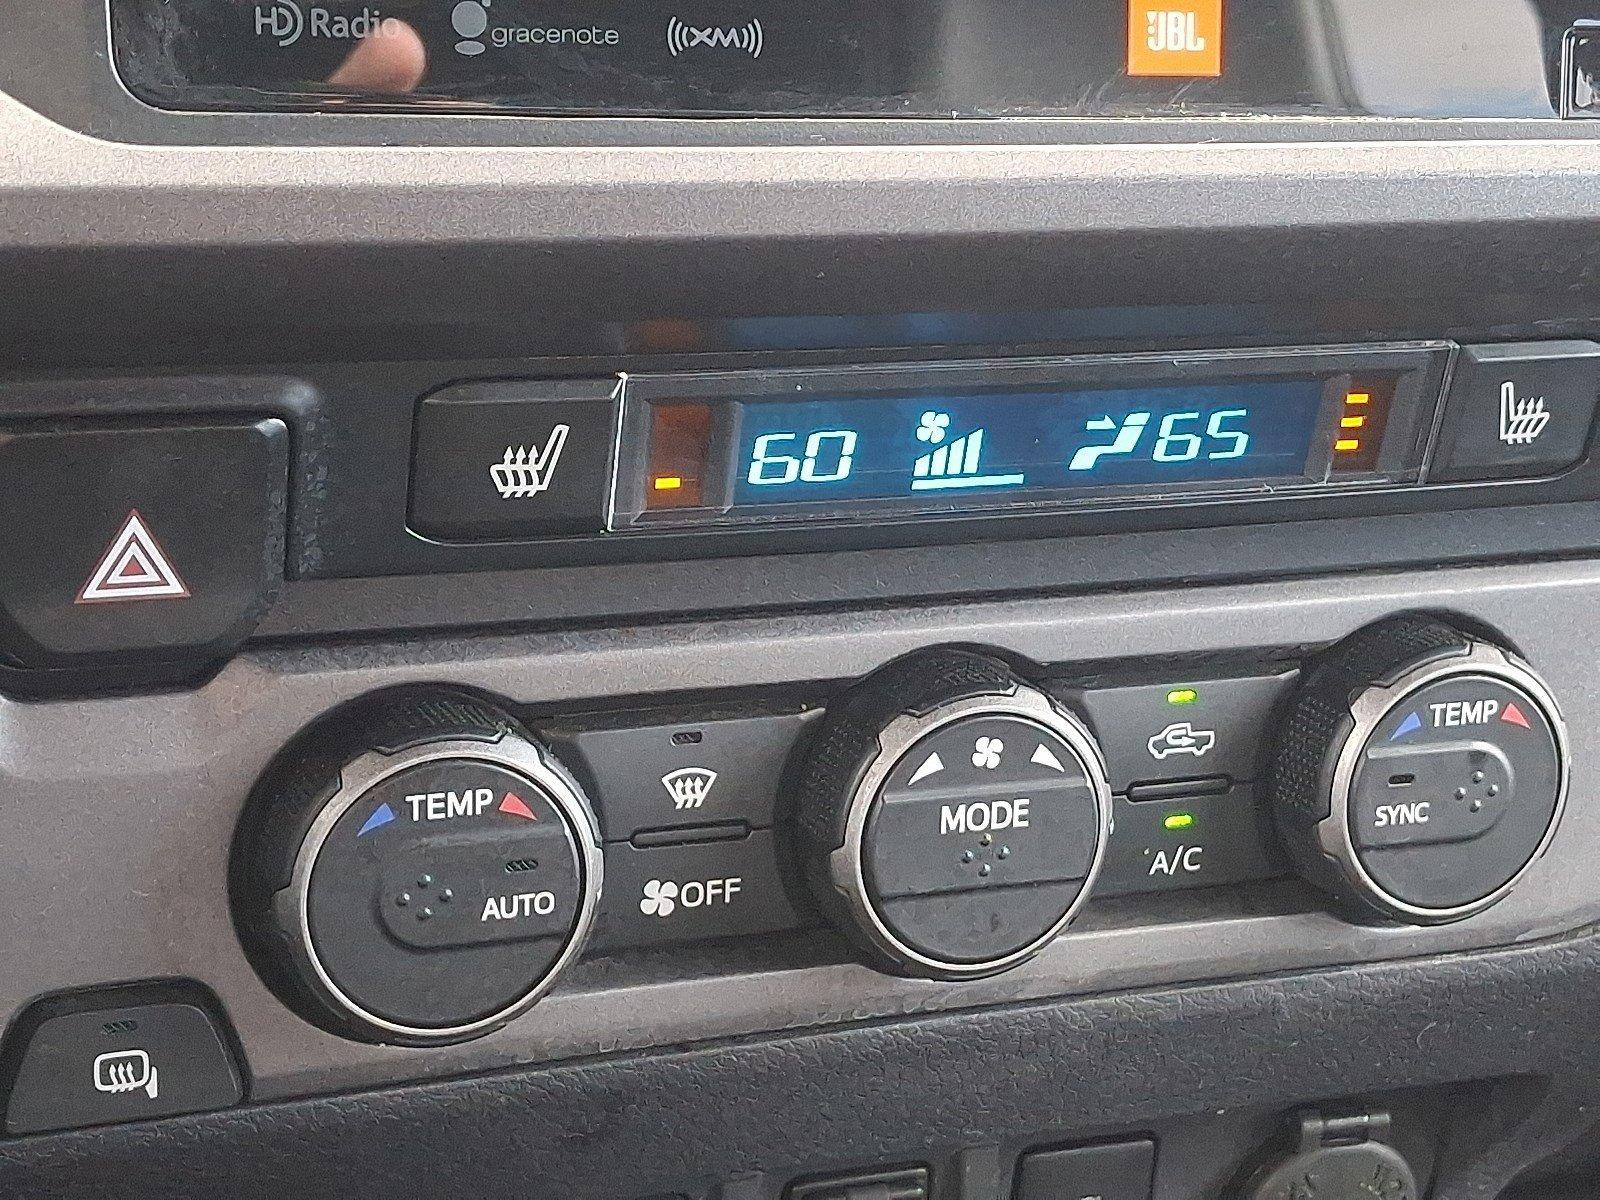 HD Radio
gracenote
((XM))
JBL
60
65
TEMP
AUTO
OFF
MODE
A/C
TEMP
SYNC